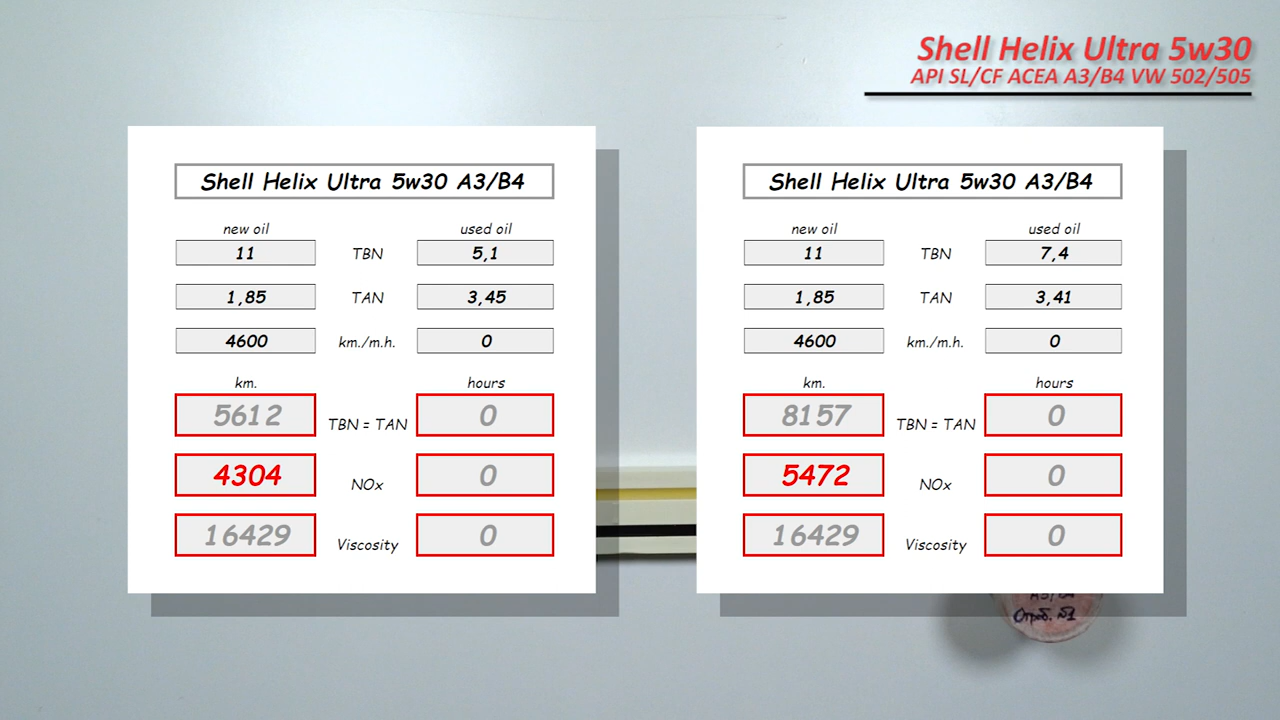 Shell Helix Ultra 5w30
API SL/CF ACEA A3/B4 VW 502/505
Shell Helix Ultra 5w30 A3/B4
new oil used oil
11 TBN 5,1
1,85 TAN 3,45
4600 km./m.h. 0
km. hours
5612 TBN = TAN 0
4304 NOx 0
16429 Viscosity 0
Shell Helix Ultra 5w30 A3/B4
new oil used oil
11 TBN 7,4
1,85 TAN 3,41
4600 km./m.h. 0
km. hours
8157 TBN = TAN 0
5472 NOx 0
16429 Viscosity 0
Отраб. №1